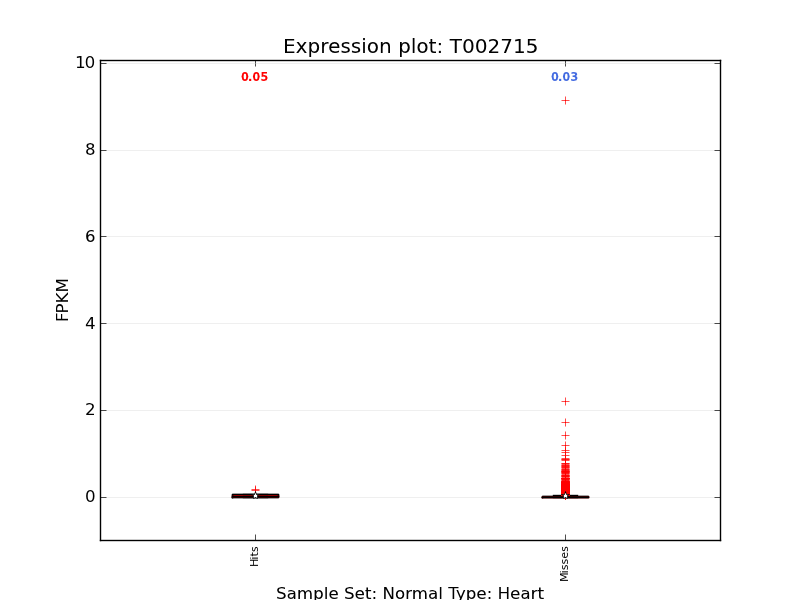 Expression plot: T002715
10
8
6
4
2
0
FPKM
0.05
0.03
Hits
Misses
Sample Set: Normal Type: Heart